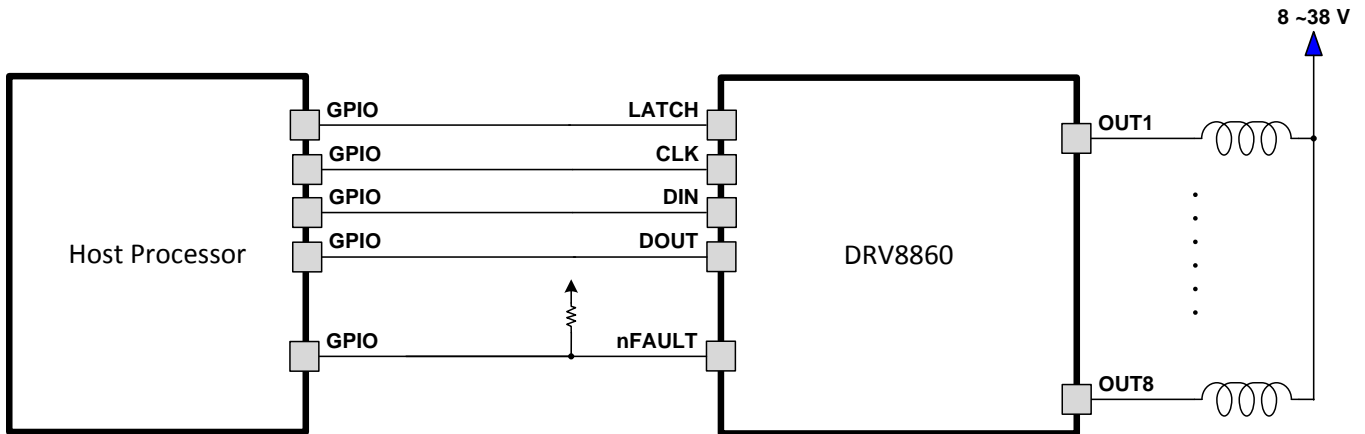 8 ~38 V
GPIO LATCH
OUT1
GPIO CLK
GPIO DIN
GPIO DOUT
Host Processor
DRV8860
GPIO nFAULT
OUT8